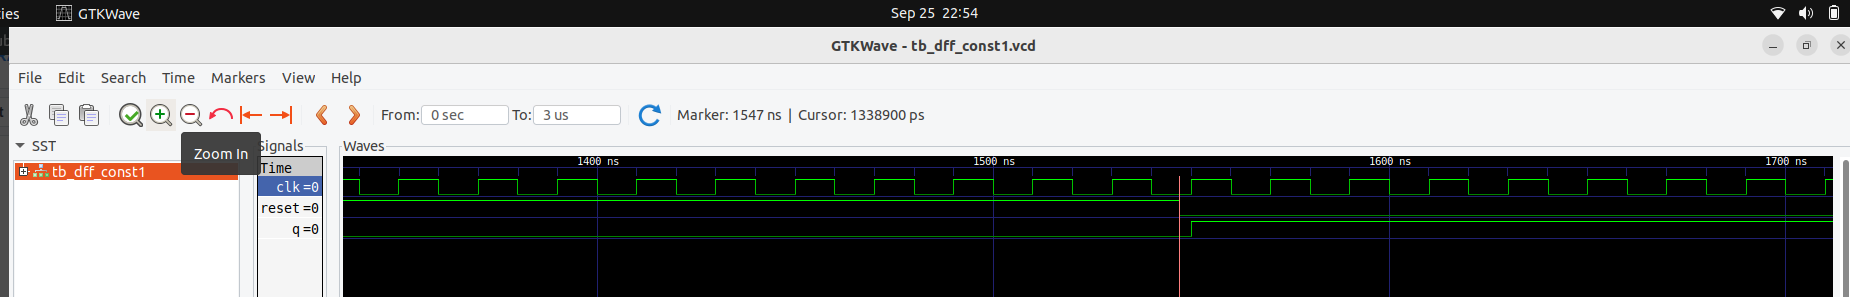 ies GTKWave Sep 25 22:54
GTKWave - tb_dff_const1.vcd
File Edit Search Time Markers View Help
From: 0 sec To: 3 us Marker: 1547 ns | Cursor: 1338900 ps
SST Signals Waves
Zoom In
1400 ns 1500 ns 1600 ns 1700 ns
tb_dff_const1 Time
clk=0
reset=0
q=0